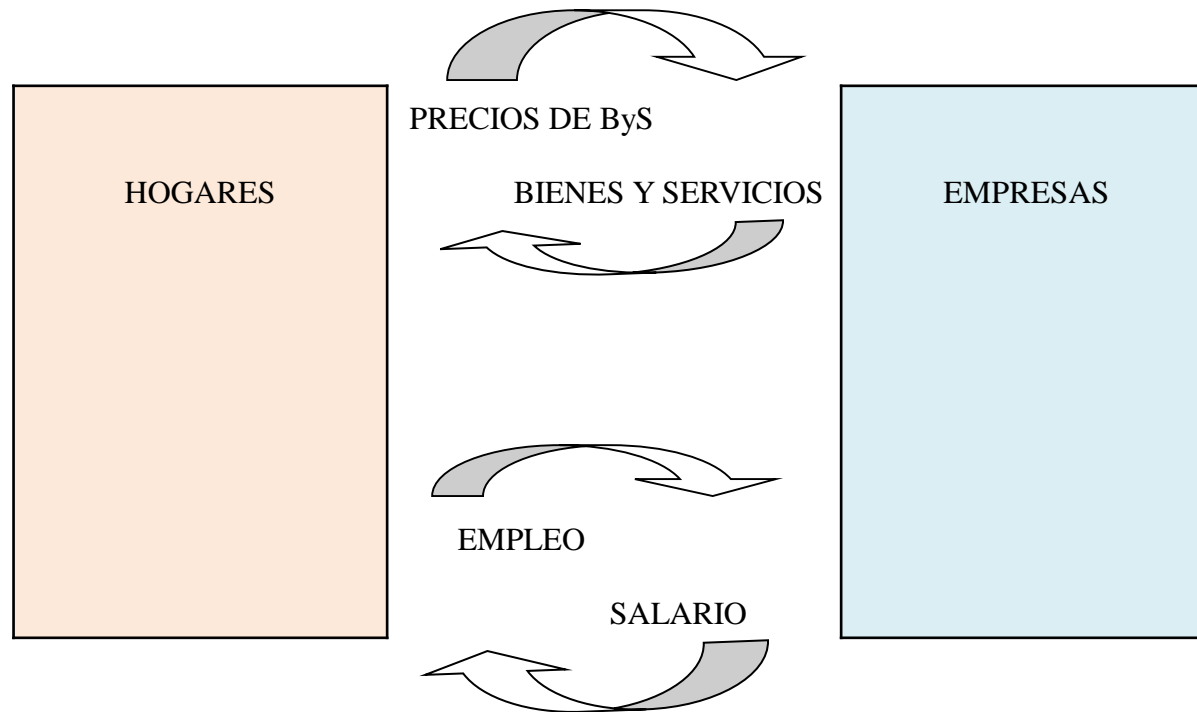 PRECIOS DE ByS
HOGARES
BIENES Y SERVICIOS
EMPRESAS
EMPLEO
SALARIO